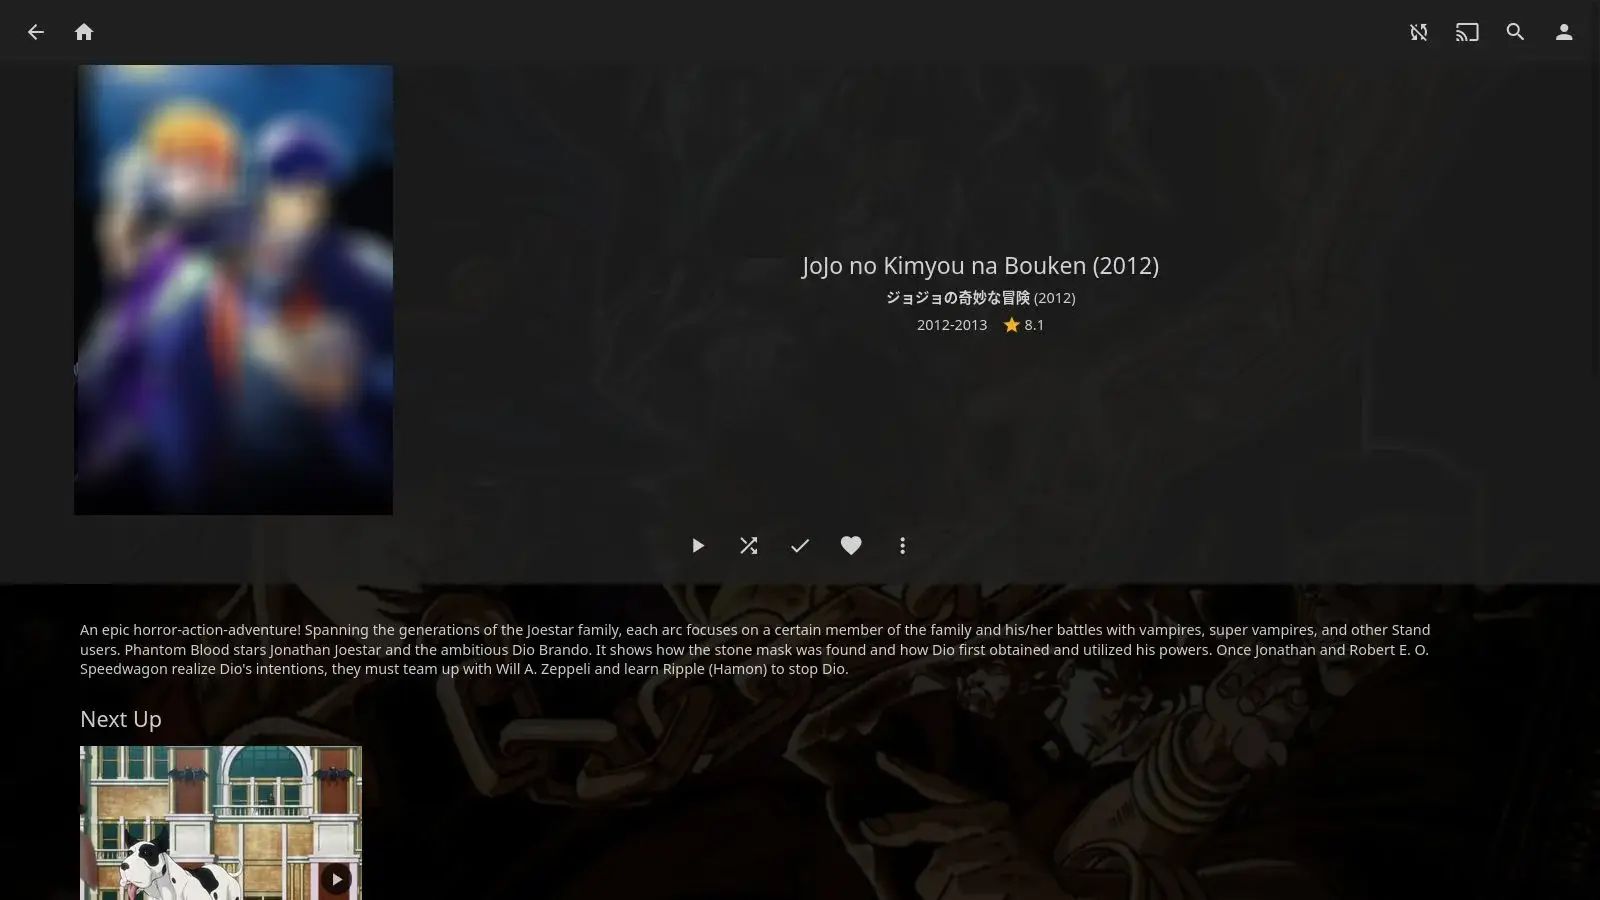 JoJo no Kimyou na Bouken (2012)
ジョジョの奇妙な冒険 (2012)
2012-2013 8.1
An epic horror-action-adventure! Spanning the generations of the Joestar family, each arc focuses on a certain member of the family and his/her battles with vampires, super vampires, and other Stand
users. Phantom Blood stars Jonathan Joestar and the ambitious Dio Brando. It shows how the stone mask was found and how Dio first obtained and utilized his powers. Once Jonathan and Robert E. O.
Speedwagon realize Dio's intentions, they must team up with Will A. Zeppeli and learn Ripple (Hamon) to stop Dio.
Next Up